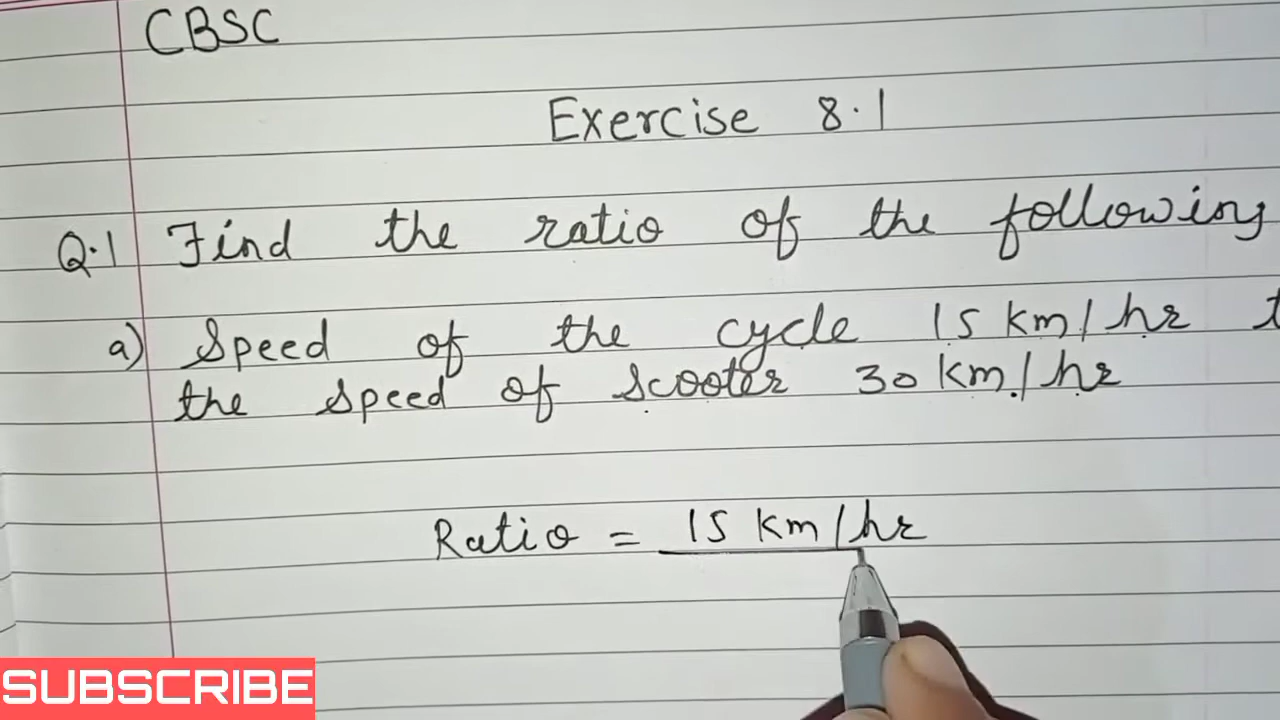 CBSC
Exercise 8.1
Q.1 Find the ratio of the following
a) Speed of the cycle 15 km/hr
the speed of scooter 30 km/hr
Ratio = 15 km/hr
SUBSCRIBE